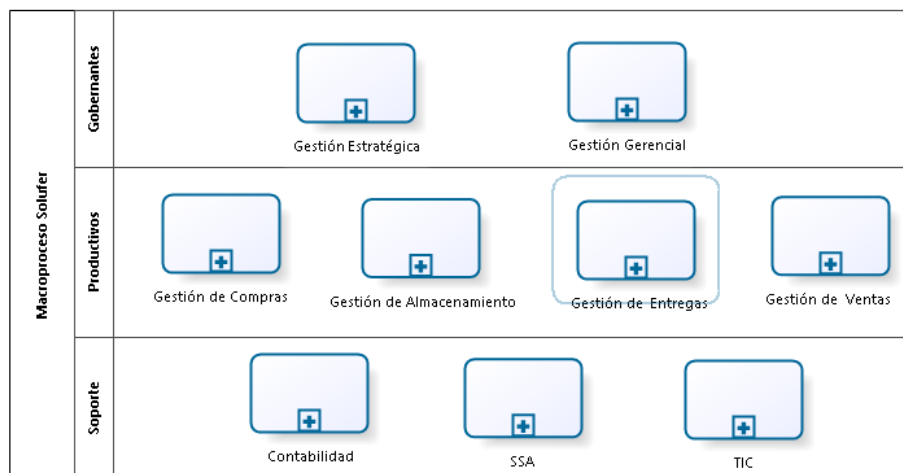 Macroproceso Solufer
Gobernantes
Gestión Estratégica
Gestión Gerencial
Productivos
Gestión de Compras
Gestión de Almacenamiento
Gestión de Entregas
Gestión de Ventas
Soporte
Contabilidad
SSA
TIC